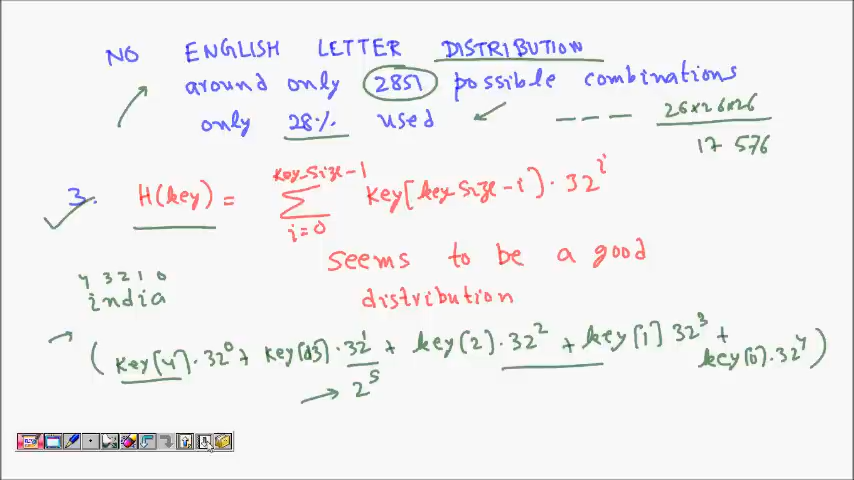 NO ENGLISH LETTER DISTRIBUTION
around only 2851 possible combinations
only 28% used
--- 26×26×26
17 576
3. H(key) = key-size-1 Σ i=0 key[key size - i] · 32^i
seems to be a good
distribution
4 3 2 1 0
india
(key[4] · 32^0 + key[3] · 32^1 + key[2] · 32^2 + key[1] 32^3 +
key[0] · 32^4)
→ 2^5